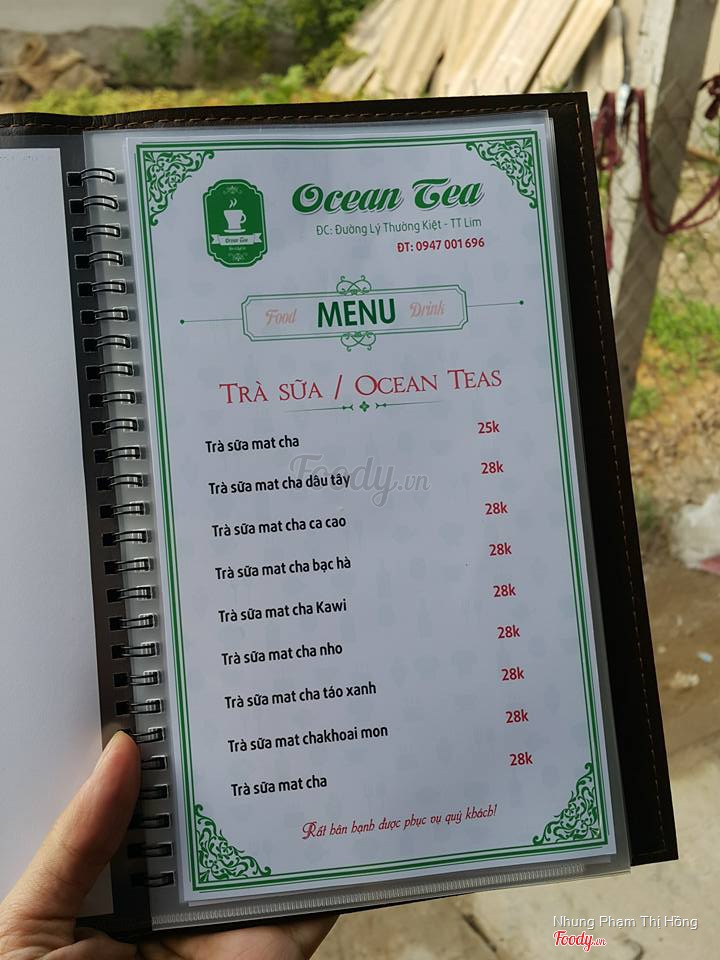 Ocean Tea
ĐC: Đường Lý Thường Kiệt - TT Lim
ĐT: 0947 001 696
Ocean Tea
Food MENU Drink
TRÀ SỮA / OCEAN TEAS
Trà sữa mat cha 25k
Trà sữa mat cha dâu tây 28k
Trà sữa mat cha ca cao 28k
Trà sữa mat cha bạc hà 28k
Trà sữa mat cha Kawi 28k
Trà sữa mat cha nho 28k
Trà sữa mat cha táo xanh 28k
Trà sữa mat chakhoai mon 28k
Trà sữa mat cha 28k
Rất hân hạnh được phục vụ quý khách!
Foody.vn
Nhung Phạm Thi Hồng
Foody.vn